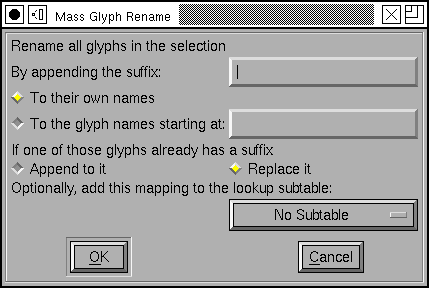 Mass Glyph Rename
Rename all glyphs in the selection
By appending the suffix:
To their own names
To the glyph names starting at:
If one of those glyphs already has a suffix
Append to it Replace it
Optionally, add this mapping to the lookup subtable:
No Subtable
OK Cancel